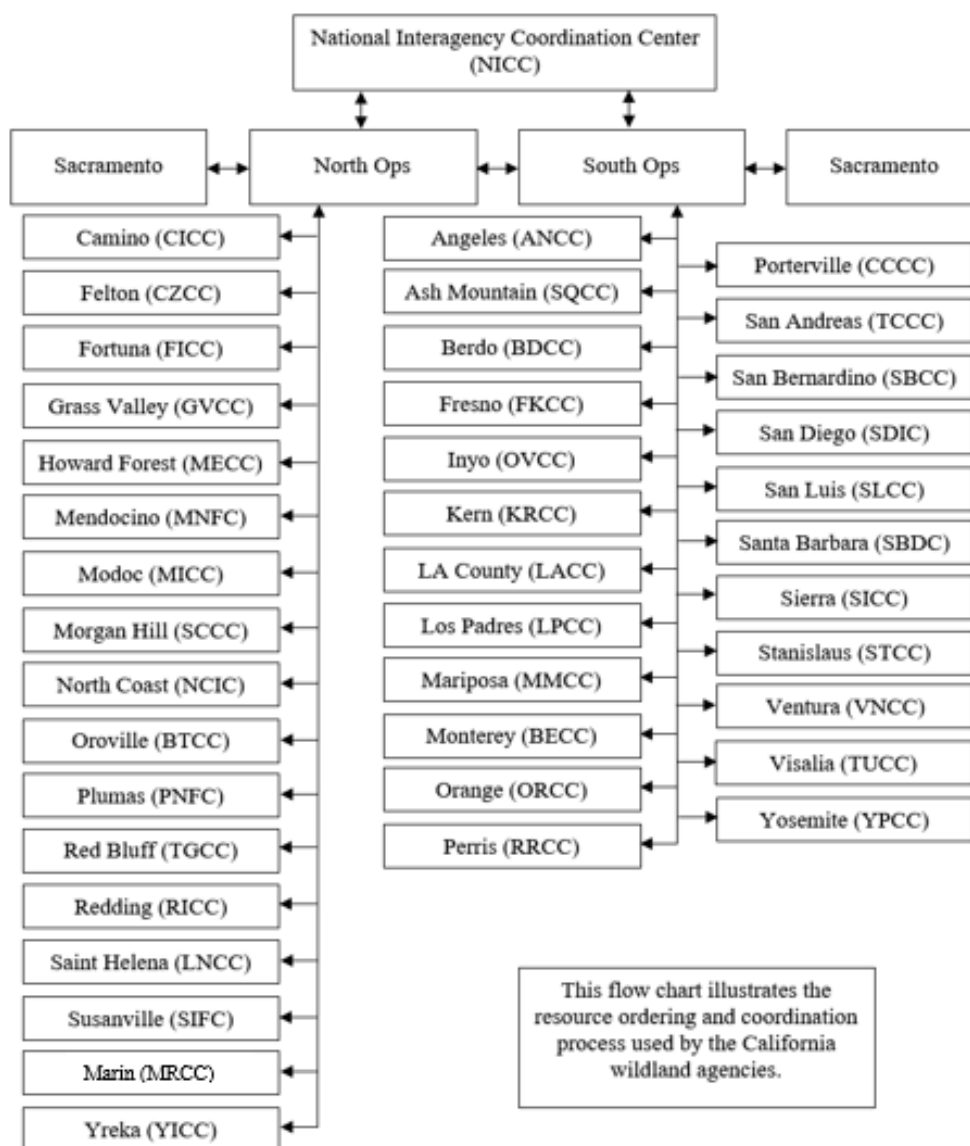 National Interagency Coordination Center
(NICC)
Sacramento
North Ops
South Ops
Sacramento
Camino (CICC)
Felton (CZCC)
Fortuna (FICC)
Grass Valley (GVCC)
Howard Forest (MECC)
Mendocino (MNFC)
Modoc (MICC)
Morgan Hill (SCCC)
North Coast (NCIC)
Oroville (BTCC)
Plumas (PNFC)
Red Bluff (TGCC)
Redding (RICC)
Saint Helena (LNCC)
Susanville (SIFC)
Marin (MRCC)
Yreka (YICC)
Angeles (ANCC)
Ash Mountain (SQCC)
Berdo (BDCC)
Fresno (FKCC)
Inyo (OVCC)
Kern (KRCC)
LA County (LACC)
Los Padres (LPCC)
Mariposa (MMCC)
Monterey (BECC)
Orange (ORCC)
Perris (RRCC)
Porterville (CCCC)
San Andreas (TCCC)
San Bernardino (SBCC)
San Diego (SDIC)
San Luis (SLCC)
Santa Barbara (SBDC)
Sierra (SICC)
Stanislaus (STCC)
Ventura (VNCC)
Visalia (TUCC)
Yosemite (YPCC)
This flow chart illustrates the
resource ordering and coordination
process used by the California
wildland agencies.